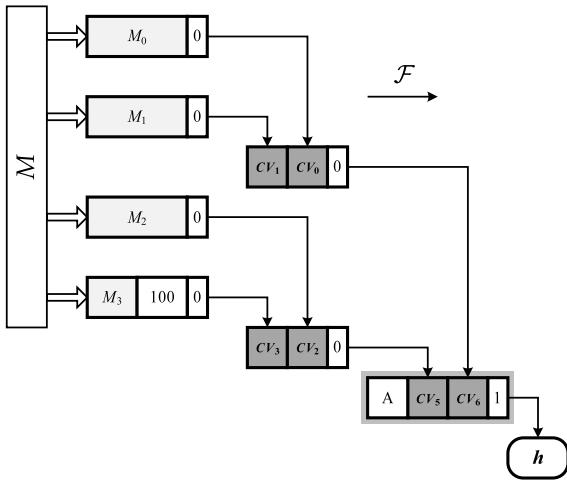 M
M₀ 0
ℱ
M₁ 0
CV₁ CV₀ 0
M₂ 0
M₃ 100 0
CV₃ CV₂ 0
A CV₅ CV₆ 1
h